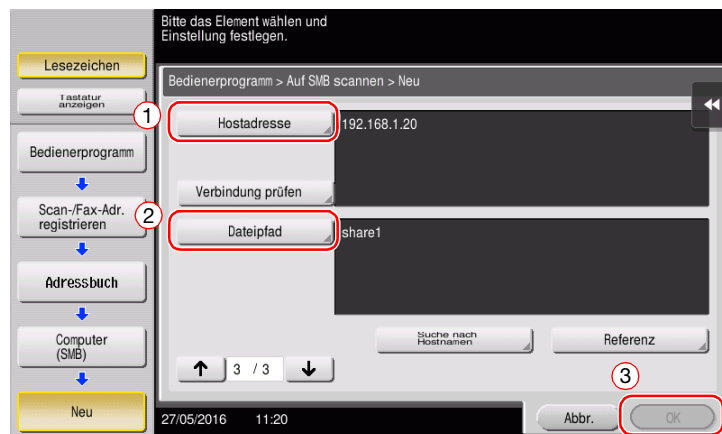 Bitte das Element wählen und
Einstellung festlegen.
Lesezeichen
Tastatur
anzeigen
Bedienerprogramm > Auf SMB scannen > Neu
1
Hostadresse
192.168.1.20
Bedienerprogramm
Verbindung prüfen
Scan-/Fax-Adr.
registrieren
2
Dateipfad
share1
Adressbuch
Computer
(SMB)
Suche nach
Hostnamen
Referenz
3 / 3
3
Neu
27/05/2016 11:20
Abbr.
OK